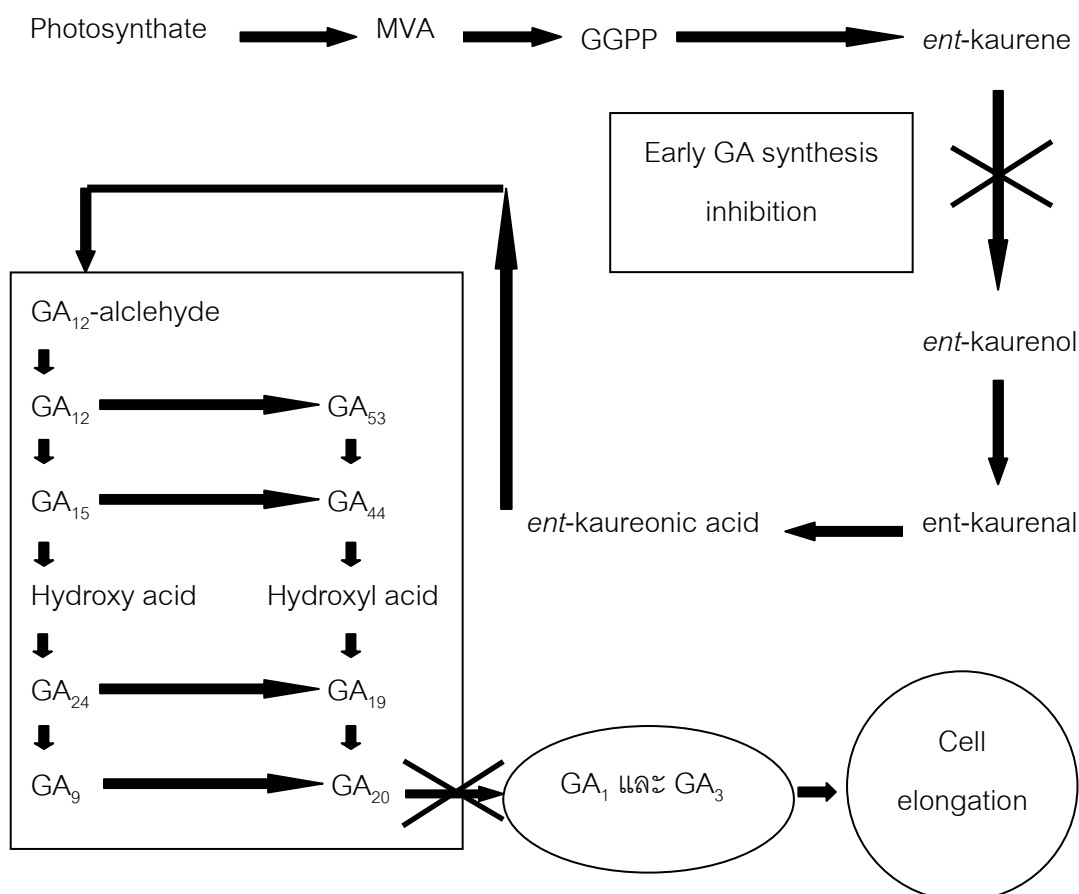 Photosynthate MVA GGPP ent-kaurene
Early GA synthesis
inhibition
ent-kaurenol
ent-kaurenal
ent-kaureonic acid
GA₁₂-alclehyde
GA₁₂ GA₅₃
GA₁₅ GA₄₄
Hydroxy acid Hydroxyl acid
GA₂₄ GA₁₉
GA₉ GA₂₀
GA₁ และ GA₃
Cell
elongation